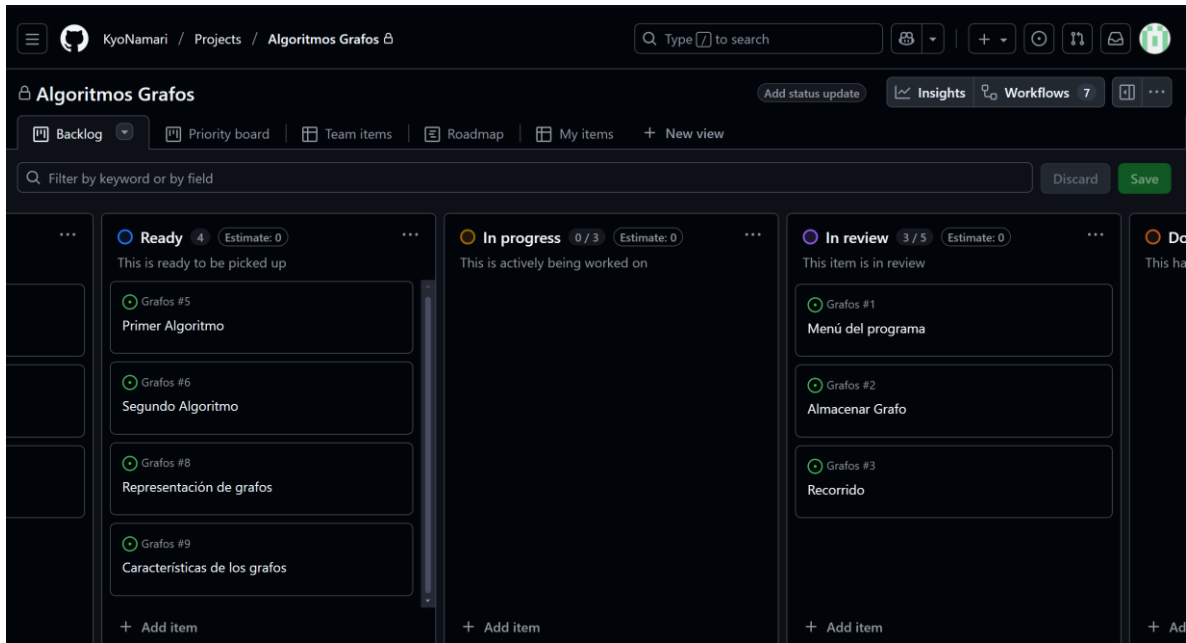 KyoNamari / Projects / Algoritmos Grafos
Type / to search
Algoritmos Grafos
Add status update
Insights
Workflows 7
Backlog
Priority board
Team items
Roadmap
My items
+ New view
Filter by keyword or by field
Discard
Save
Ready 4 Estimate: 0
This is ready to be picked up
Grafos #5
Primer Algoritmo
Grafos #6
Segundo Algoritmo
Grafos #8
Representación de grafos
Grafos #9
Características de los grafos
+ Add item
In progress 0 / 3 Estimate: 0
This is actively being worked on
+ Add item
In review 3 / 5 Estimate: 0
This item is in review
Grafos #1
Menú del programa
Grafos #2
Almacenar Grafo
Grafos #3
Recorrido
+ Add item
Do
This ha
+ Ad